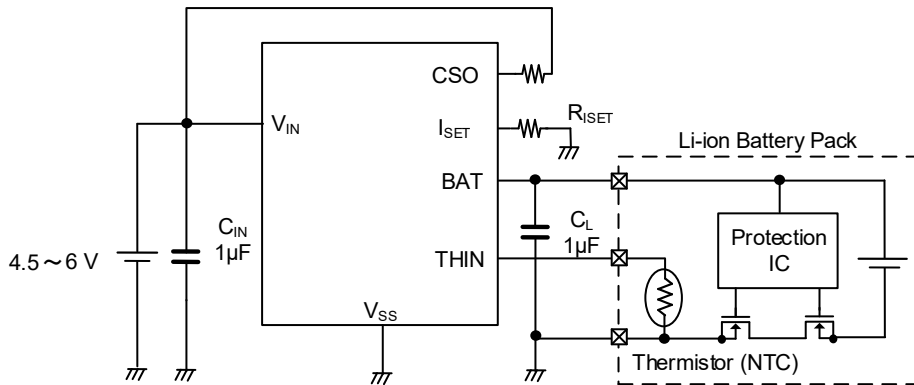 CSO
R_ISET
V_IN
I_SET
Li-ion Battery Pack
BAT
C_IN
1μF
C_L
1μF
Protection
IC
4.5～6 V
THIN
V_SS
Thermistor (NTC)